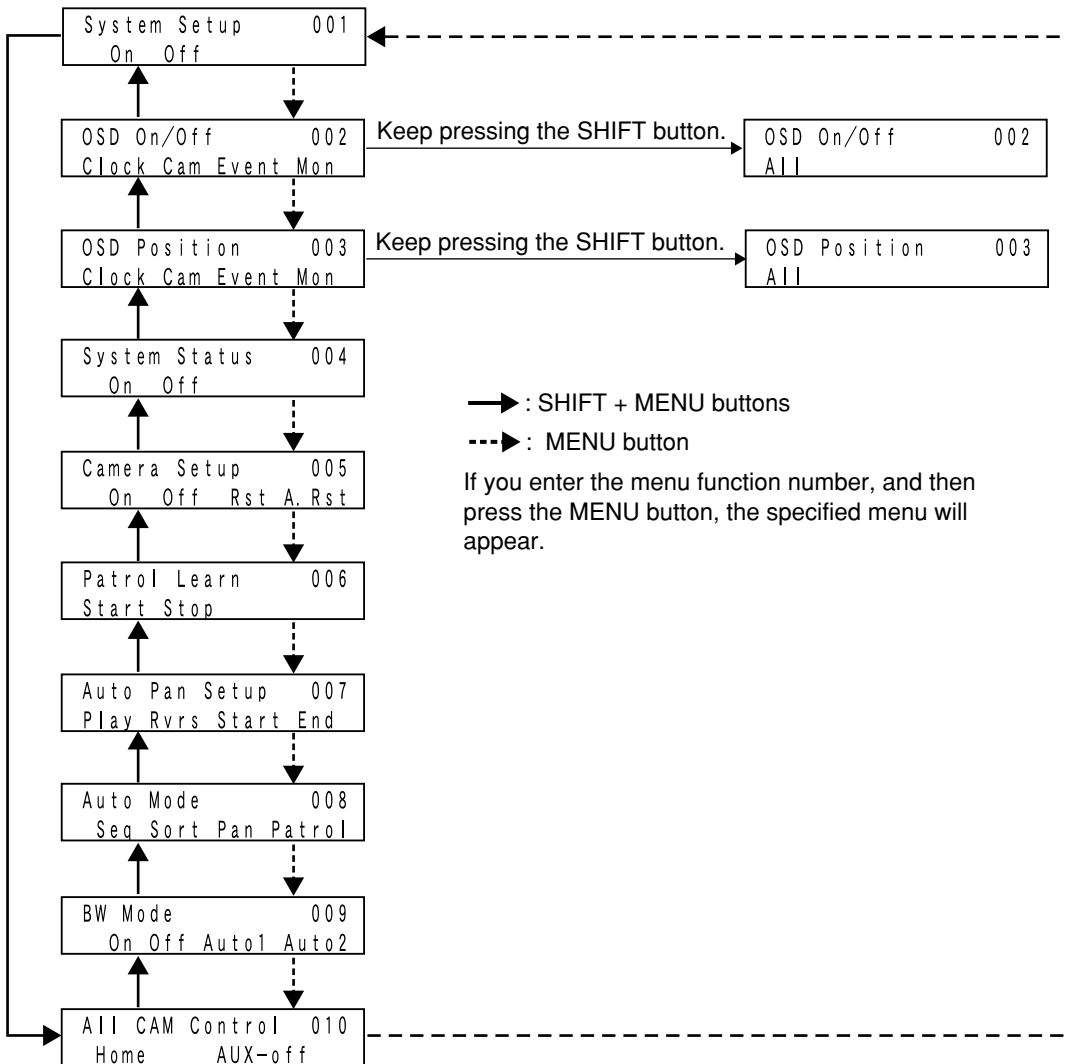 System Setup 001
On Off
OSD On/Off 002
Clock Cam Event Mon
Keep pressing the SHIFT button.
OSD On/Off 002
All
OSD Position 003
Clock Cam Event Mon
Keep pressing the SHIFT button.
OSD Position 003
All
System Status 004
On Off
: SHIFT + MENU buttons
: MENU button
If you enter the menu function number, and then
press the MENU button, the specified menu will
appear.
Camera Setup 005
On Off Rst A.Rst
Patrol Learn 006
Start Stop
Auto Pan Setup 007
Play Rvrs Start End
Auto Mode 008
Seq Sort Pan Patrol
BW Mode 009
On Off Auto1 Auto2
All CAM Control 010
Home AUX-off